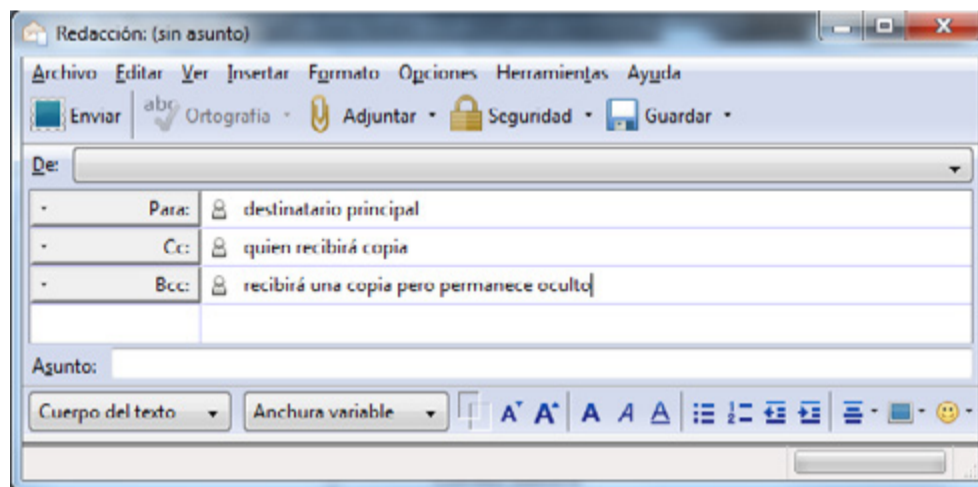 Redacción: (sin asunto)
Archivo Editar Ver Insertar Formato Opciones Herramientas Ayuda
Enviar abc Ortografía Adjuntar Seguridad Guardar
De:
Para: destinatario principal
Cc: quien recibirá copia
Bcc: recibirá una copia pero permanece oculto
Asunto:
Cuerpo del texto Anchura variable A A A A A